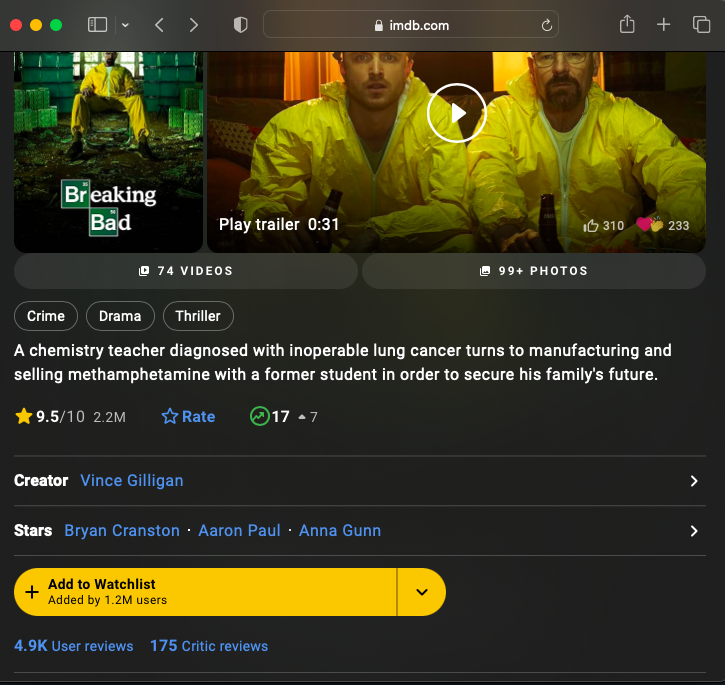 imdb.com
Breaking
Bad
Play trailer 0:31
310
233
74 VIDEOS
99+ PHOTOS
Crime
Drama
Thriller
A chemistry teacher diagnosed with inoperable lung cancer turns to manufacturing and
selling methamphetamine with a former student in order to secure his family's future.
9.5/10 2.2M
Rate
17
7
Creator Vince Gilligan
Stars Bryan Cranston · Aaron Paul · Anna Gunn
+ Add to Watchlist
Added by 1.2M users
4.9K User reviews 175 Critic reviews